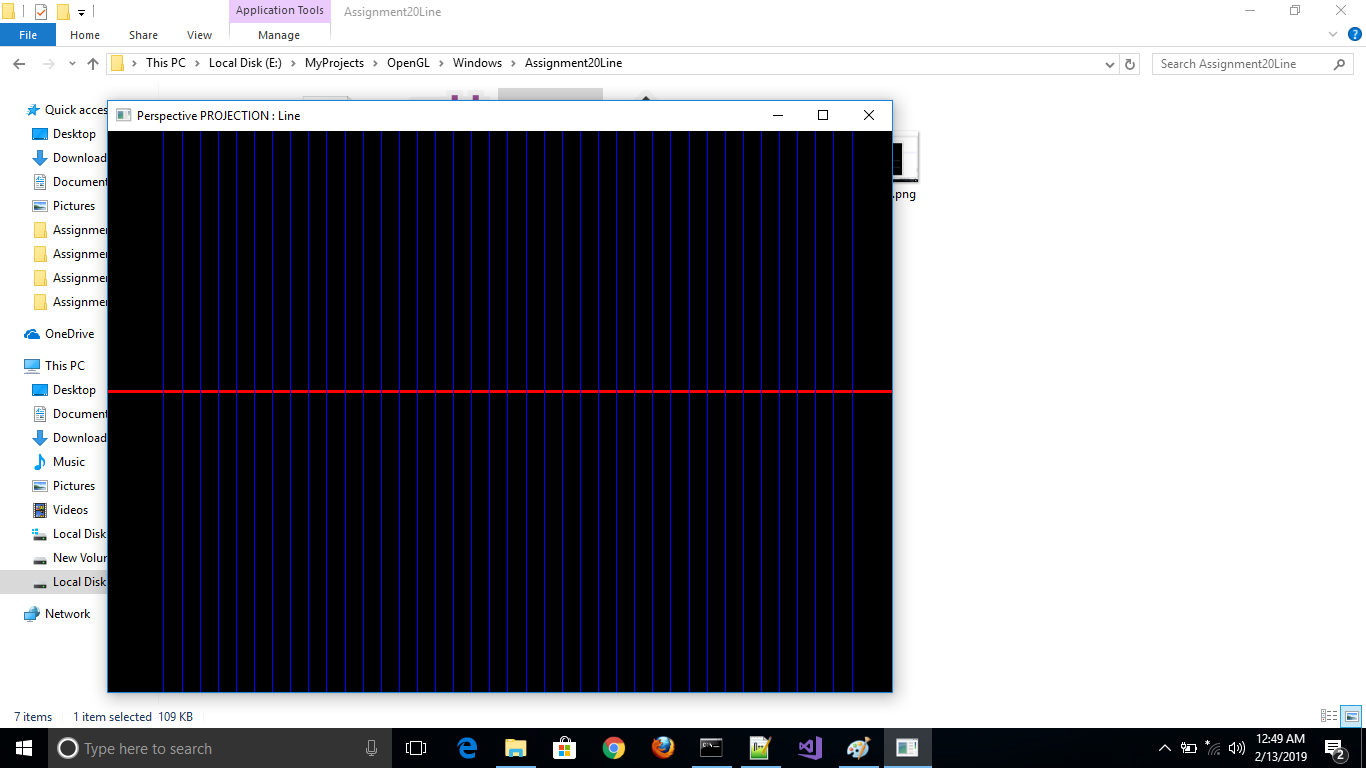 Application Tools
Assignment20Line
File
Home
Share
View
Manage
This PC
Local Disk (E:)
MyProjects
OpenGL
Windows
Assignment20Line
Search Assignment20Line
Perspective PROJECTION : Line
Quick acces
Desktop
Download
Document
Pictures
Assignmen
Assignmen
Assignmen
Assignmen
OneDrive
This PC
Desktop
Document
Download
Music
Pictures
Videos
Local Disk
New Volum
Local Disk
Network
.png
7 items
1 item selected 109 KB
Type here to search
12:49 AM
2/13/2019
2